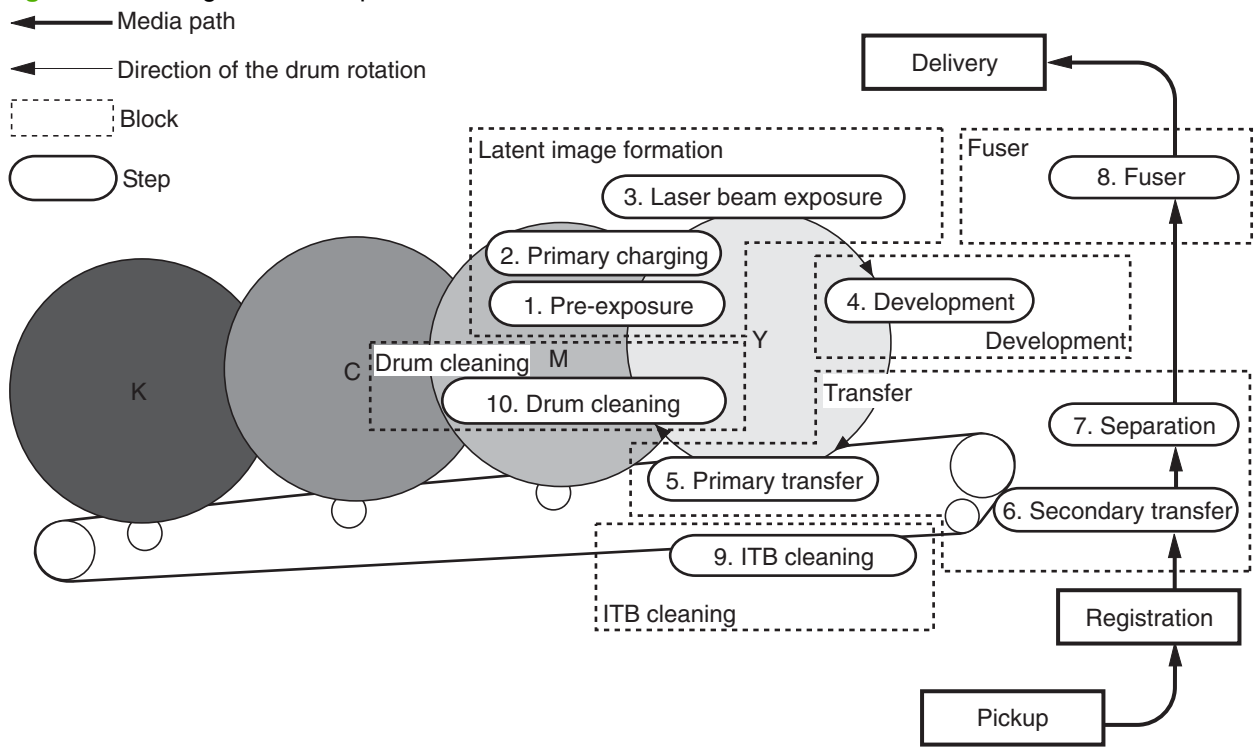 Media path
Direction of the drum rotation
Block
Step
Delivery
Latent image formation
Fuser
3. Laser beam exposure
8. Fuser
2. Primary charging
1. Pre-exposure
4. Development
Development
Y
Drum cleaning
M
C
K
10. Drum cleaning
Transfer
7. Separation
5. Primary transfer
6. Secondary transfer
9. ITB cleaning
ITB cleaning
Registration
Pickup